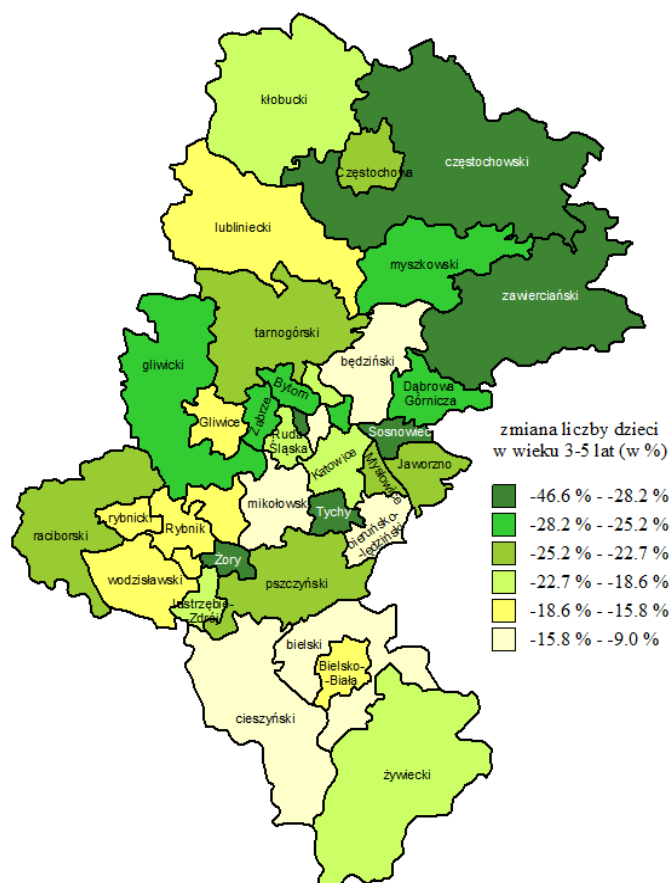 kłobucki
częstochowski
Częstochowa
lubliniecki
myszkowski
zawierciański
tarnogórski
gliwicki
będziński
Bytom
Dąbrowa
Górnicza
Zabrze
Gliwice
Ruda
Śląska
Sosnowiec
Katowice
Mysłowice
Jaworzno
zmiana liczby dzieci
w wieku 3-5 lat (w %)
-46.6 % - -28.2 %
-28.2 % - -25.2 %
-25.2 % - -22.7 %
-22.7 % - -18.6 %
-18.6 % - -15.8 %
-15.8 % - -9.0 %
raciborski
rybnicki
Rybnik
mikołowski
Tychy
bieruńsko-
-lędziński
wodzisławski
Żory
pszczyński
Jastrzębie-
Zdrój
bielski
Bielsko-
-Biała
cieszyński
żywiecki